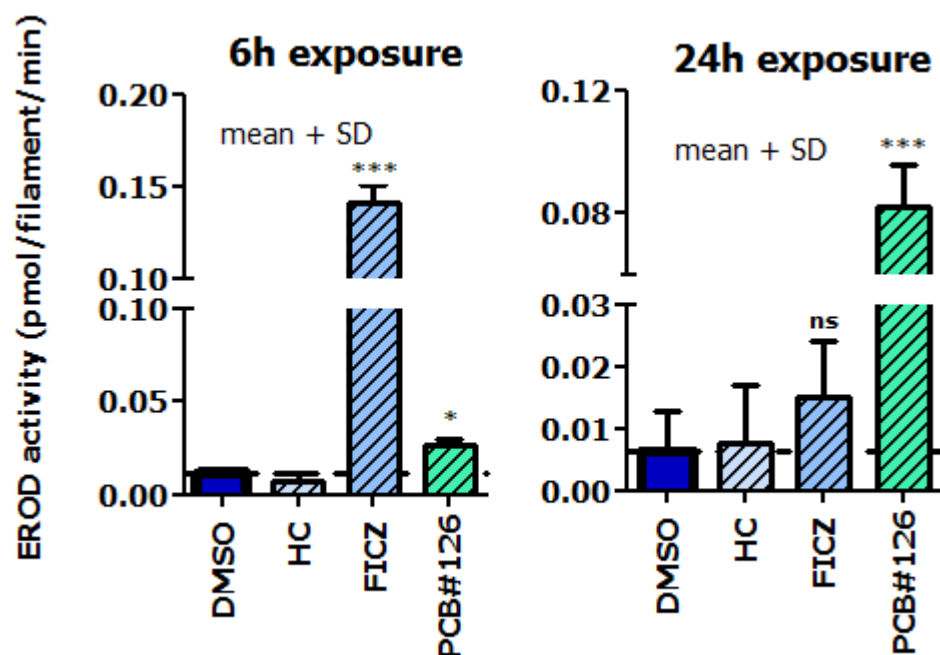 EROD activity (pmol/filament/min)
6h exposure
mean + SD
0.20
0.15
0.10
0.10
0.05
0.00
***
*
DMSO
HC
FICZ
PCB#126
24h exposure
mean + SD
0.12
0.08
0.03
0.02
0.01
0.00
ns
***
DMSO
HC
FICZ
PCB#126